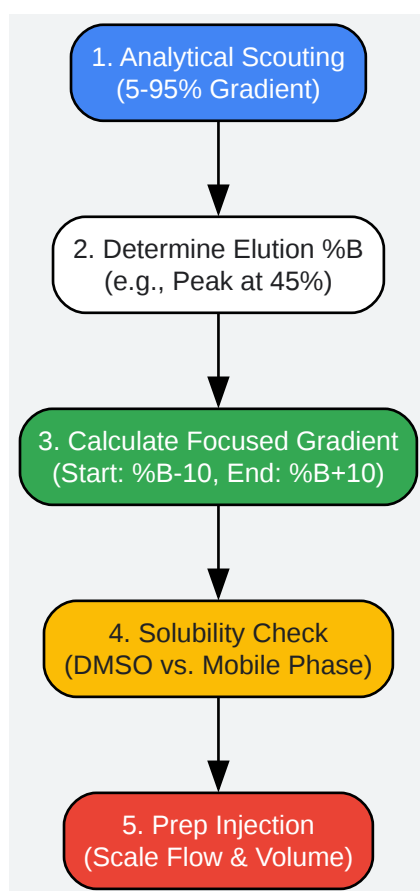 1. Analytical Scouting
(5-95% Gradient)
2. Determine Elution %B
(e.g., Peak at 45%)
3. Calculate Focused Gradient
(Start: %B-10, End: %B+10)
4. Solubility Check
(DMSO vs. Mobile Phase)
5. Prep Injection
(Scale Flow & Volume)